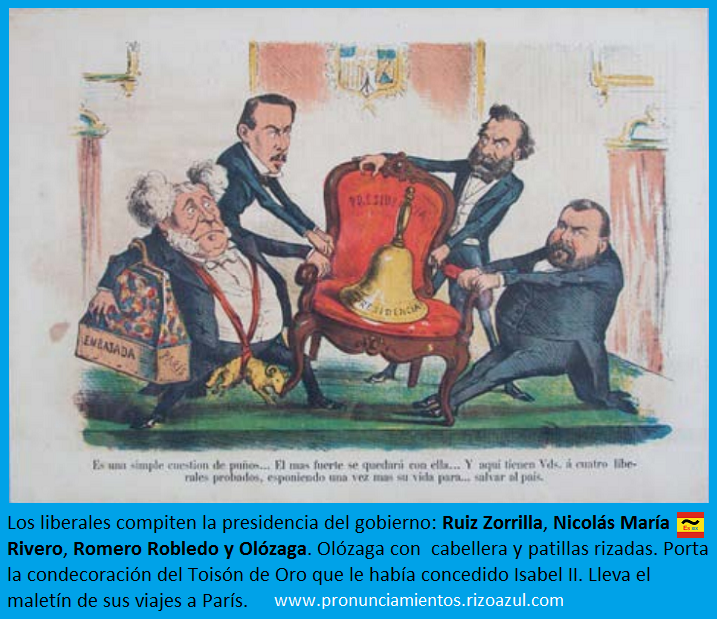 PRESIDENCIA
PRESIDENCIA
EMBAJADA
PARIS
Es una simple cuestion de puños... El mas fuerte se quedará con ella... Y aqui tienen Vds. á cuatro libe-
rales probados, esponiendo una vez mas su vida para... salvar al pais.
Los liberales compiten la presidencia del gobierno: Ruiz Zorrilla, Nicolás María
Rivero, Romero Robledo y Olózaga. Olózaga con cabellera y patillas rizadas. Porta
la condecoración del Toisón de Oro que le había concedido Isabel II. Lleva el
maletín de sus viajes a París. www.pronunciamientos.rizoazul.com